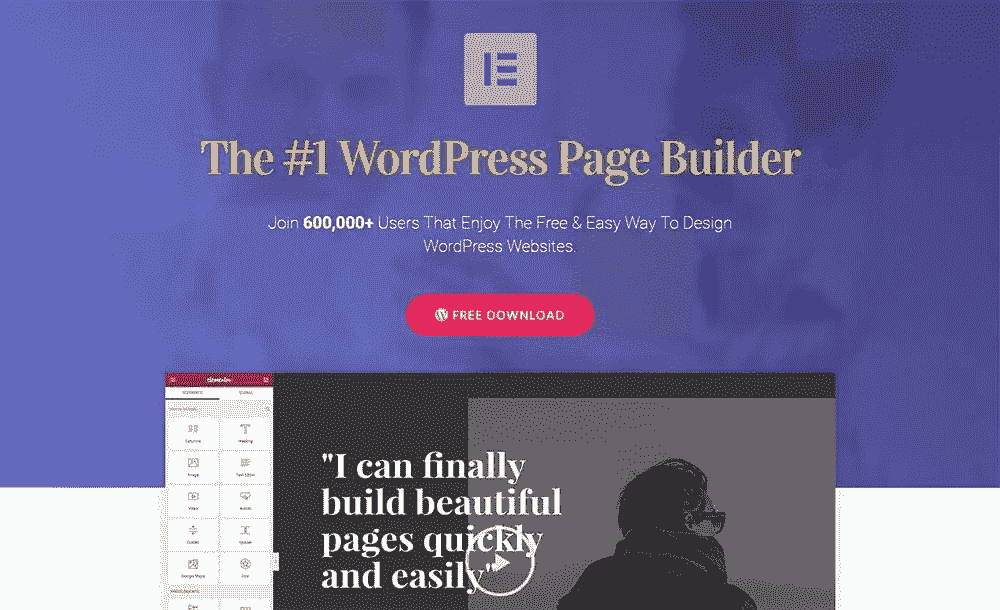 The #1 WordPress Page Builder
Join 600,000+ Users That Enjoy The Free & Easy Way To Design
WordPress Websites.
FREE DOWNLOAD
elementor
ELEMENTS
GLOBAL
Columns
Heading
Image
Text Editor
Video
Button
Divider
Spacer
Google Maps
Icon
"I can finally
build beautiful
pages quickly
and easily"